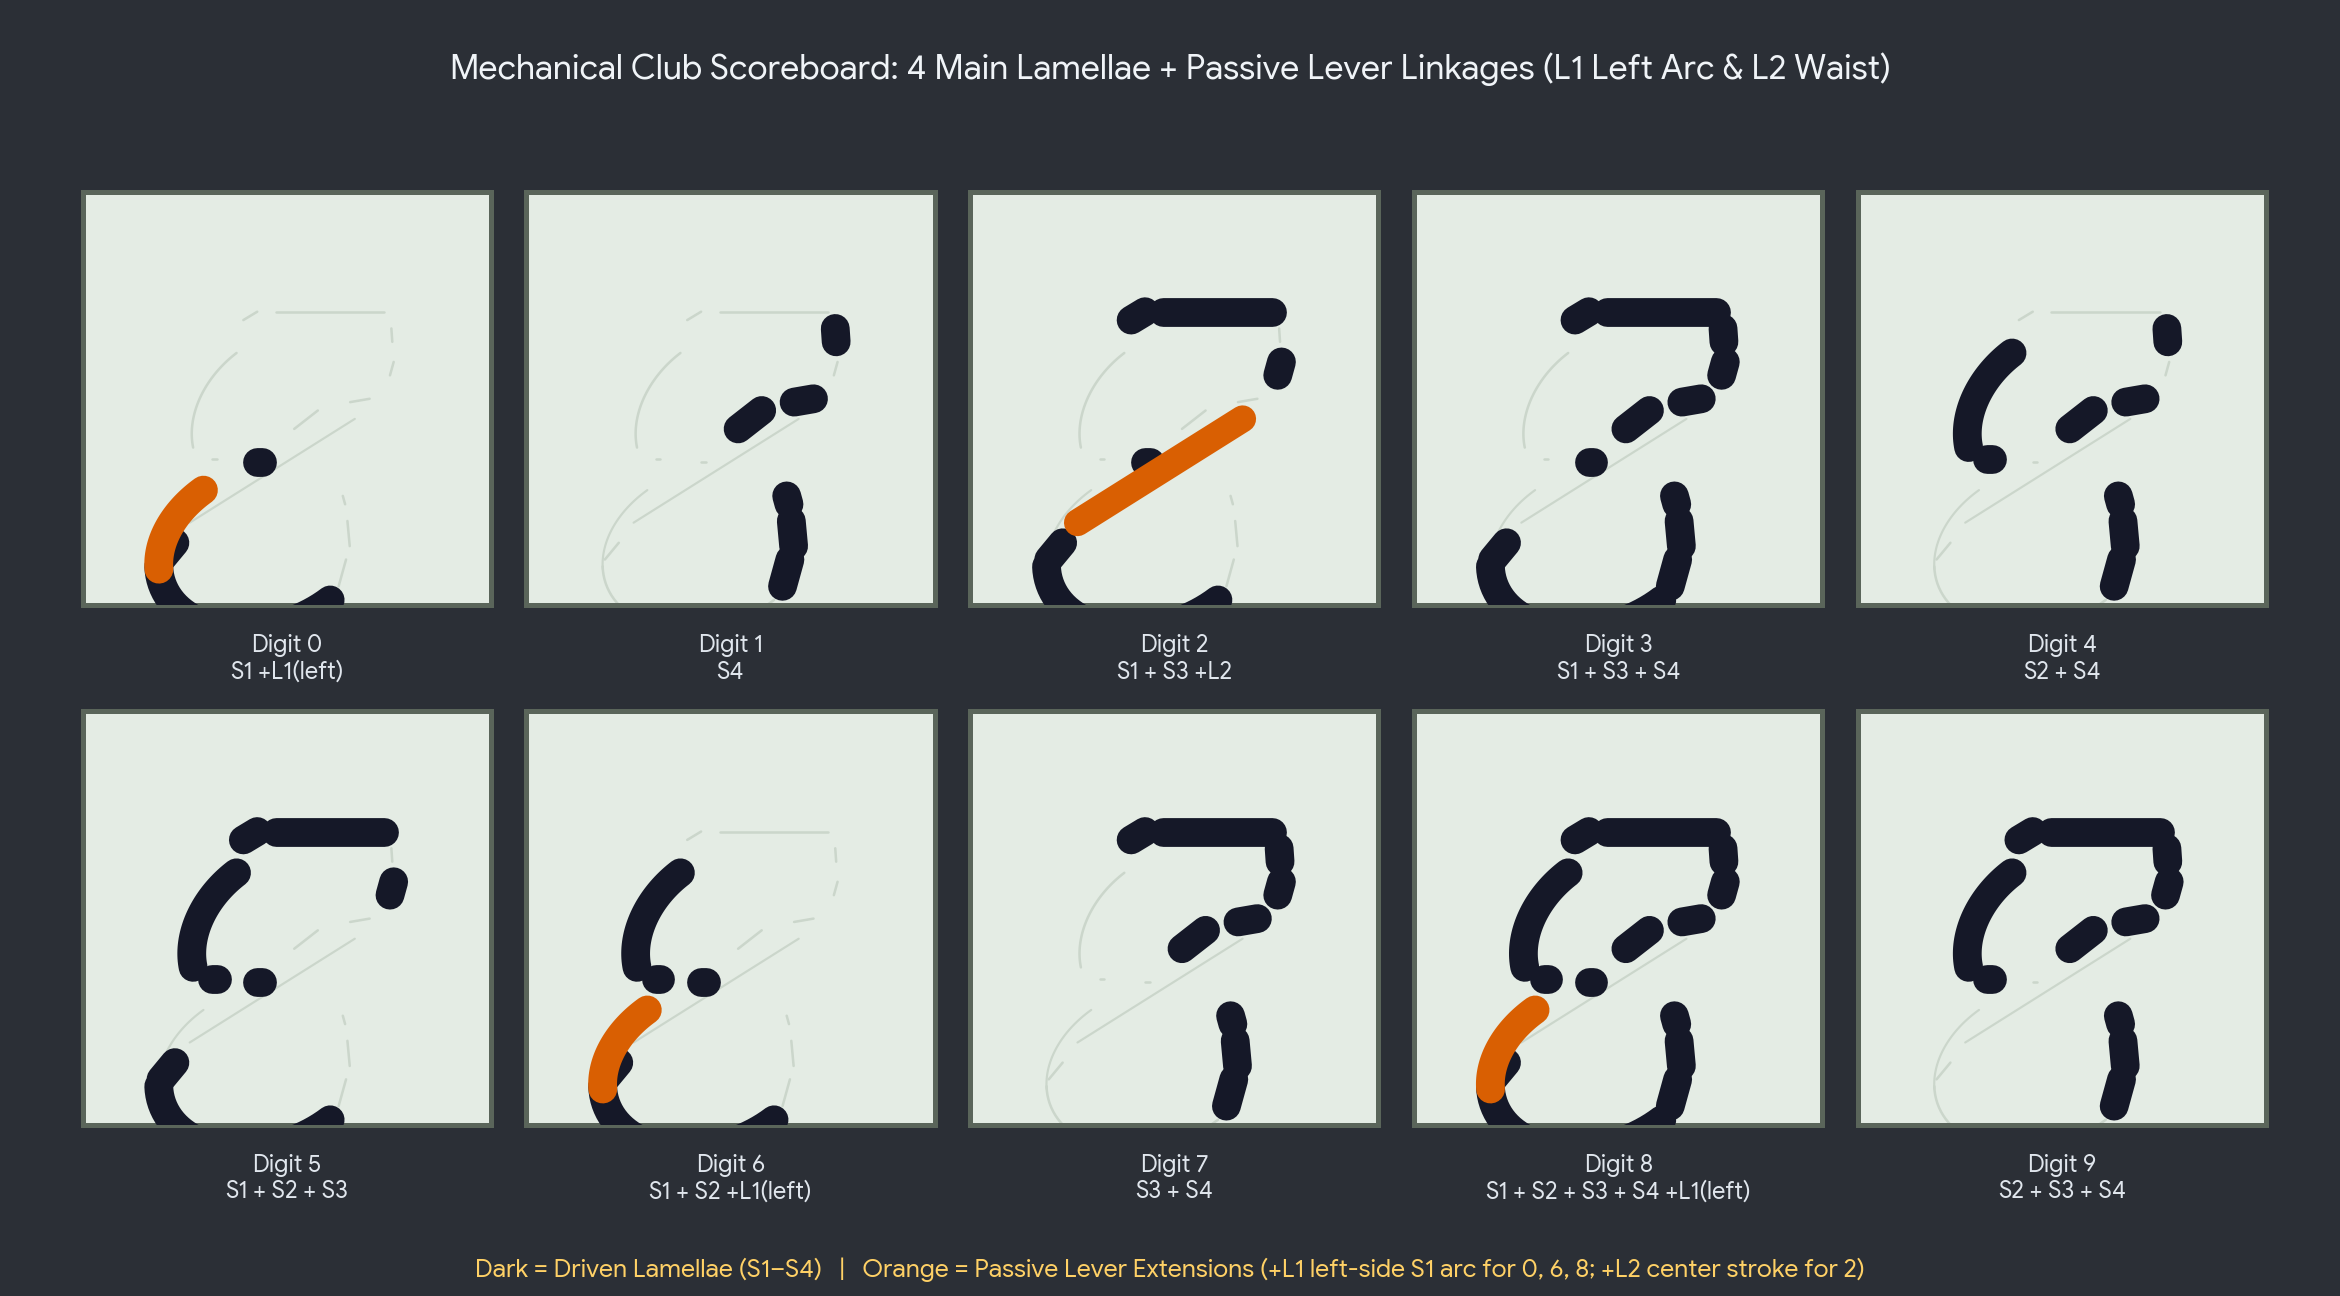 Mechanical Club Scoreboard: 4 Main Lamellae + Passive Lever Linkages (L1 Left Arc & L2 Waist)
Digit 0
S1 +L1(left)
Digit 1
S4
Digit 2
S1 + S3 +L2
Digit 3
S1 + S3 + S4
Digit 4
S2 + S4
Digit 5
S1 + S2 + S3
Digit 6
S1 + S2 +L1(left)
Digit 7
S3 + S4
Digit 8
S1 + S2 + S3 + S4 +L1(left)
Digit 9
S2 + S3 + S4
Dark = Driven Lamellae (S1–S4) | Orange = Passive Lever Extensions (+L1 left-side S1 arc for 0, 6, 8; +L2 center stroke for 2)